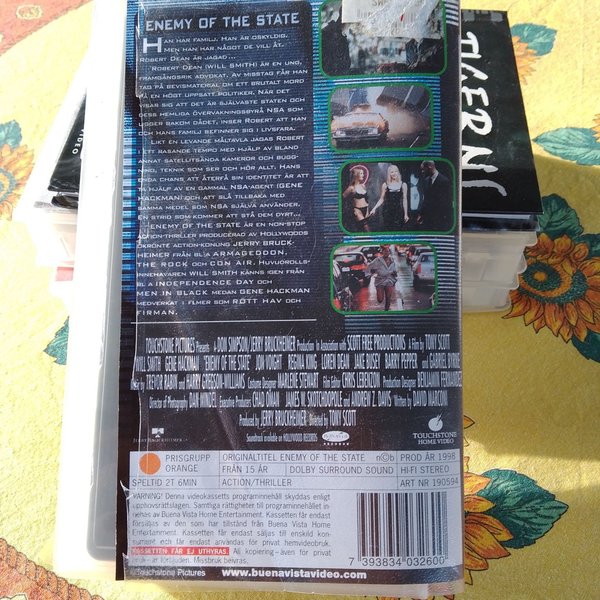 ENEMY OF THE STATE
HAN HAR FAMILJ. HAN ÄR OSKYLDIG.
MEN HAN HAR NÅGOT DE VILL ÅT.
ROBERT DEAN ÄR JAGAD...
ROBERT DEAN (WILL SMITH) ÄR EN UNG,
FRAMGÅNGSRIK ADVOKAT. AV MISSTAG FÅR HAN
TAG PÅ BEVISMATERIAL OM ETT BRUTALT MORD
PÅ EN HÖGT UPPSATT POLITIKER. NÄR DET
VISAR SIG ATT DET ÄR SJÄLVASTE STATEN OCH
DESS HEMLIGA ÖVERVAKNINGSBYRÅ NSA SOM
LIGGER BAKOM DÅDET, INSER ROBERT ATT HAN
OCH HANS FAMILJ BEFINNER SIG I LIVSFARA.
LIKT EN LEVANDE MÅLTAVLA JAGAS ROBERT
I ETT RASANDE TEMPO MED HJÄLP AV BLAND
ANNAT SATELLITSÄNDA KAMEROR OCH BUGG-
NING, TEKNIK SOM SER OCH HÖR ALLT. HANS
ENDA CHANS ATT ÅTERFÅ SIN IDENTITET ÄR ATT
TA HJÄLP AV EN GAMMAL NSA-AGENT (GENE
HACKMAN) OCH ATT SLÅ TILLBAKA MED
SAMMA MEDEL SOM NSA SJÄLVA ANVÄNDER.
EN STRID SOM KOMMER ATT STÅ DEM DYRT...
ENEMY OF THE STATE ÄR EN NON-STOP
ACTION-THRILLER PRODUCERAD AV HOLLYWOODS
OKRÖNTE ACTION-KONUNG JERRY BRUCK-
HEIMER FRÅN BL A ARMAGEDDON,
THE ROCK OCH CON AIR. HUVUDROLLS-
INNEHAVAREN WILL SMITH KÄNNS IGEN FRÅN
BL A INDEPENDENCE DAY OCH
MEN IN BLACK MEDAN GENE HACKMAN
MEDVERKAT I FILMER SOM RÖTT HAV OCH
FIRMAN.
TIGERN
VIDEO
TOUCHSTONE PICTURES Presents A DON SIMPSON/JERRY BRUCKHEIMER Production In Association with SCOTT FREE PRODUCTIONS A Film by TONY SCOTT
WILL SMITH GENE HACKMAN "ENEMY OF THE STATE" JON VOIGHT REGINA KING LOREN DEAN JAKE BUSEY BARRY PEPPER and GABRIEL BYRNE
by TREVOR RABIN and HARRY GREGSON-WILLIAMS Costume Designer MARLENE STEWART Film Editor CHRIS LEBENZON Production Designer BENJAMIN FERNANDEZ
Director of Photography DAN MINDEL Executive Producers CHAD OMAN JAMES W. SKOTCHDOPOLE and ANDREW Z. DAVIS Written by DAVID MARCONI
Produced by JERRY BRUCKHEIMER Directed by TONY SCOTT
Soundtrack available on HOLLYWOOD RECORDS
JERRY BRUCKHEIMER
TOUCHSTONE
HOME VIDEO
PRISGRUPP
ORANGE
ORIGINALTITEL ENEMY OF THE STATE
PROD ÅR 1998
FRÅN 15 ÅR
DOLBY SURROUND SOUND
HI-FI STEREO
SPELTID 2T 6MIN
ACTION/THRILLER
ART NR 190594
WARNING! Denna videokassetts programinnehåll skyddas enligt
upphovsrättslagen. Samtliga rättigheter till programinnehållet in-
nehas av Buena Vista Home Entertainment. Kassetten får endast
försäljas av den som har tillstånd från Buena Vista Home
Entertainment. Kassetten får endast säljas till enskild kon-
sument och får endast användas för privat hemvideobruk.
KASSETTEN FÅR EJ UTHYRAS. All kopiering – även för privat
bruk – är förbjuden. Missbruk beivras.
7 393834 032600
©Touchstone Pictures
www.buenavistavideo.com